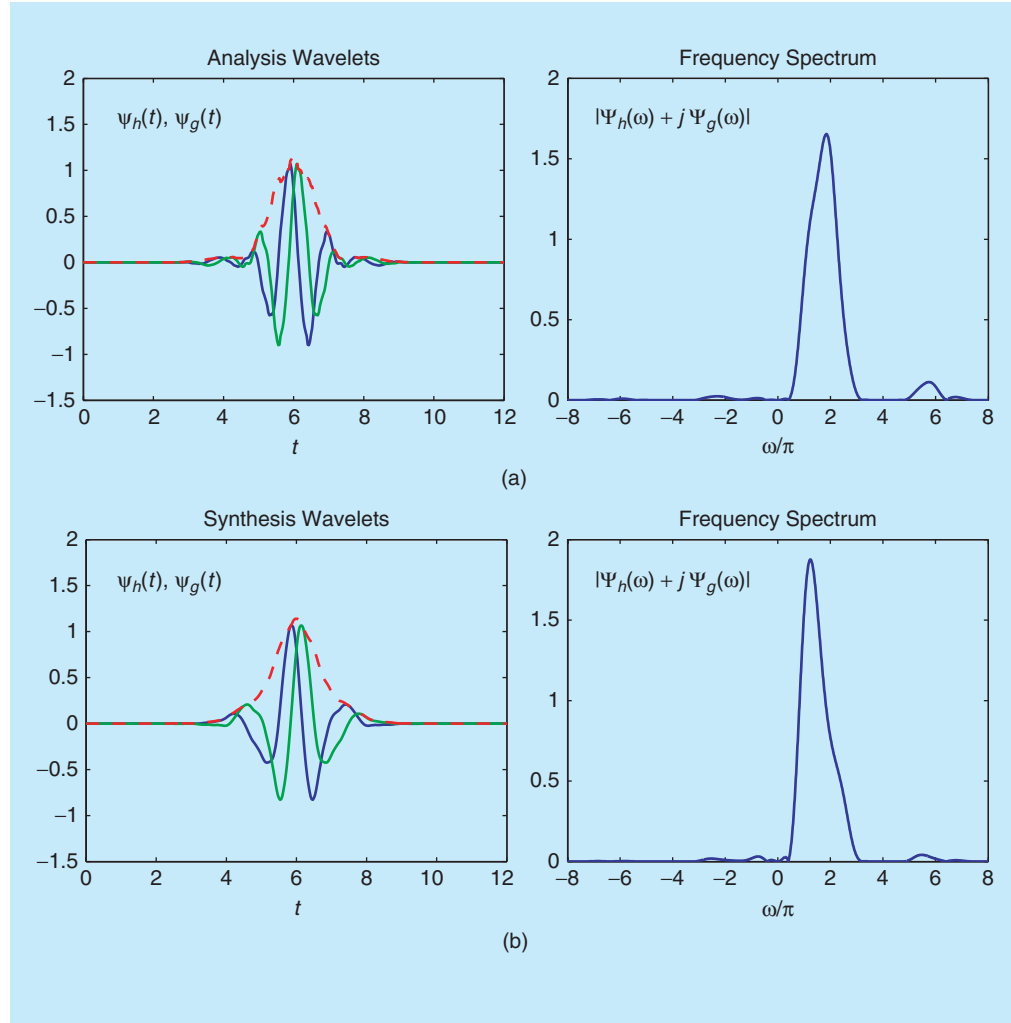 Analysis Wavelets
2
1.5
1
0.5
0
−0.5
−1
−1.5
ψh(t), ψg(t)
0 2 4 6 8 10 12
t
Frequency Spectrum
2
1.5
1
0.5
0
|Ψh(ω) + j Ψg(ω)|
−8 −6 −4 −2 0 2 4 6 8
ω/π
(a)
Synthesis Wavelets
2
1.5
1
0.5
0
−0.5
−1
−1.5
ψh(t), ψg(t)
0 2 4 6 8 10 12
t
Frequency Spectrum
2
1.5
1
0.5
0
|Ψh(ω) + j Ψg(ω)|
−8 −6 −4 −2 0 2 4 6 8
ω/π
(b)